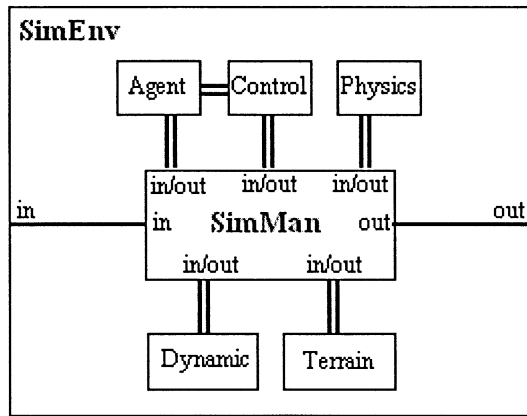 SimEnv
Agent
Control
Physics
in/out
in/out
in/out
in
in
SimMan
out
out
in/out
in/out
Dynamic
Terrain